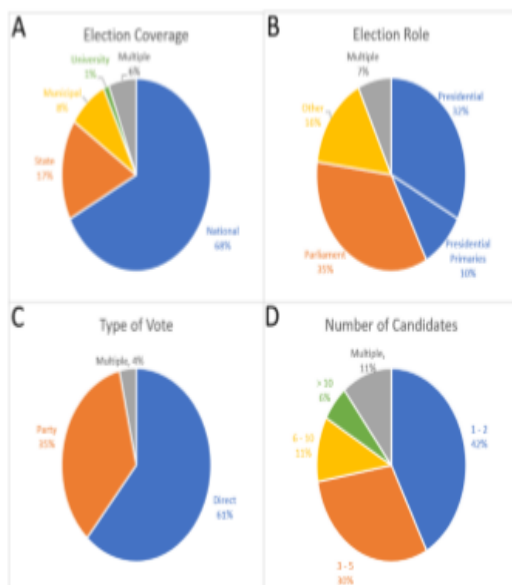 A
Election Coverage
University
1%
Multiple
6%
Municipal
8%
State
17%
National
68%
B
Election Role
Multiple
7%
Presidential
32%
Other
16%
Parliament
35%
Presidential
Primaries
10%
C
Type of Vote
Multiple, 4%
Party
35%
Direct
61%
D
Number of Candidates
Multiple,
11%
> 10
6%
1 - 2
42%
6 - 10
11%
3 - 5
30%